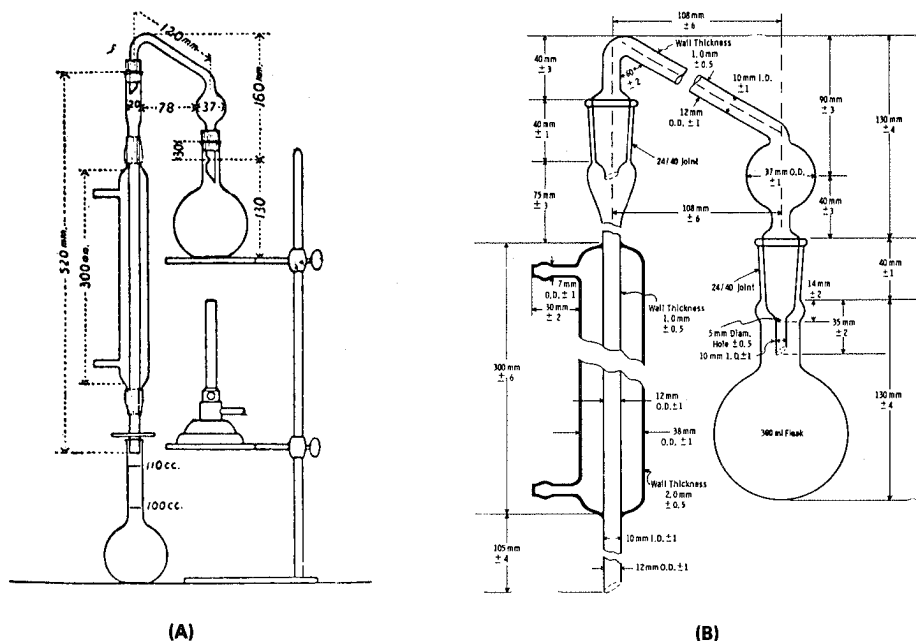 120mm
S
160 mm.
20
78
37
330
130
520 mm.
300 mm.
110 CC.
100 CC.
(A)
108 mm
± 6
Wall Thickness
1.0 mm
± 0.5
40 mm
± 3
60°
± 2
10 mm I.D.
± 1
12 mm
O.D. ± 1
90 mm
± 3
130 mm
± 4
40 mm
± 1
24/40 Joint
37 mm O.D.
± 1
75 mm
± 3
108 mm
± 6
40 mm
± 3
7 mm
O.D. ± 1
30 mm
± 2
Wall Thickness
1.0 mm
± 0.5
24/40 Joint
14 mm
± 2
40 mm
± 1
5 mm Diam.
Hole ± 0.5
10 mm I.D ± 1
35 mm
± 2
300 mm
± 6
12 mm
O.D. ± 1
38 mm
O.D. ± 1
130 mm
± 4
Flask
Wall Thickness
2.0 mm
± 0.5
105 mm
± 4
10 mm I.D. ± 1
12 mm O.D. ± 1
(B)